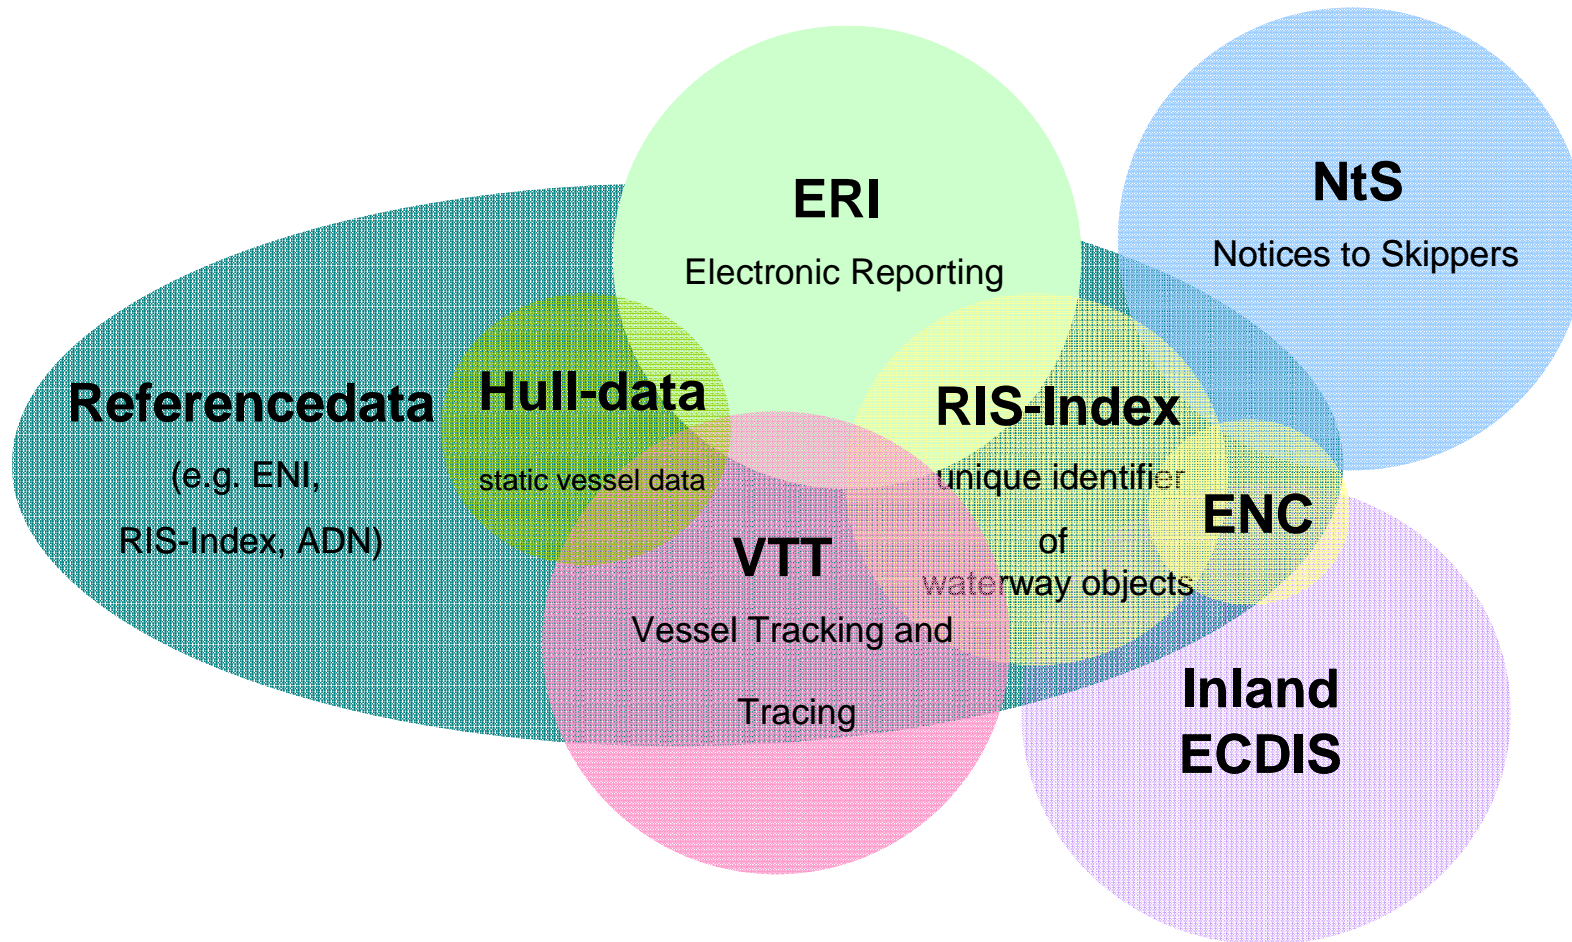 ERI
Electronic Reporting
NtS
Notices to Skippers
Referencedata
(e.g. ENI,
RIS-Index, ADN)
Hull-data
static vessel data
RIS-Index
unique identifier
of
waterway objects
ENC
VTT
Vessel Tracking and
Tracing
Inland
ECDIS